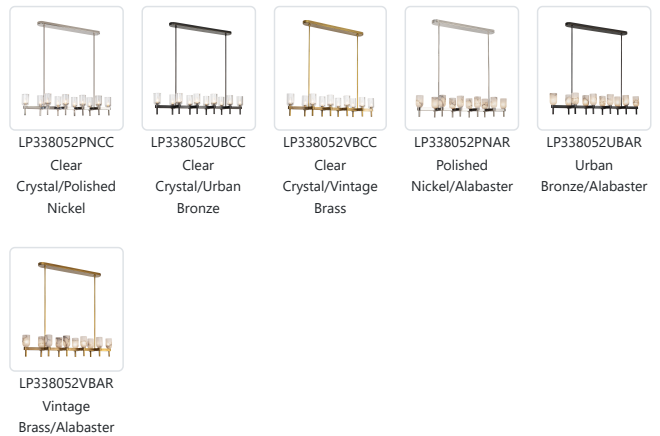 LP338052PNCC
Clear
Crystal/Polished
Nickel
LP338052UBCC
Clear
Crystal/Urban
Bronze
LP338052VBCC
Clear
Crystal/Vintage
Brass
LP338052PNAR
Polished
Nickel/Alabaster
LP338052UBAR
Urban
Bronze/Alabaster
LP338052VBAR
Vintage
Brass/Alabaster